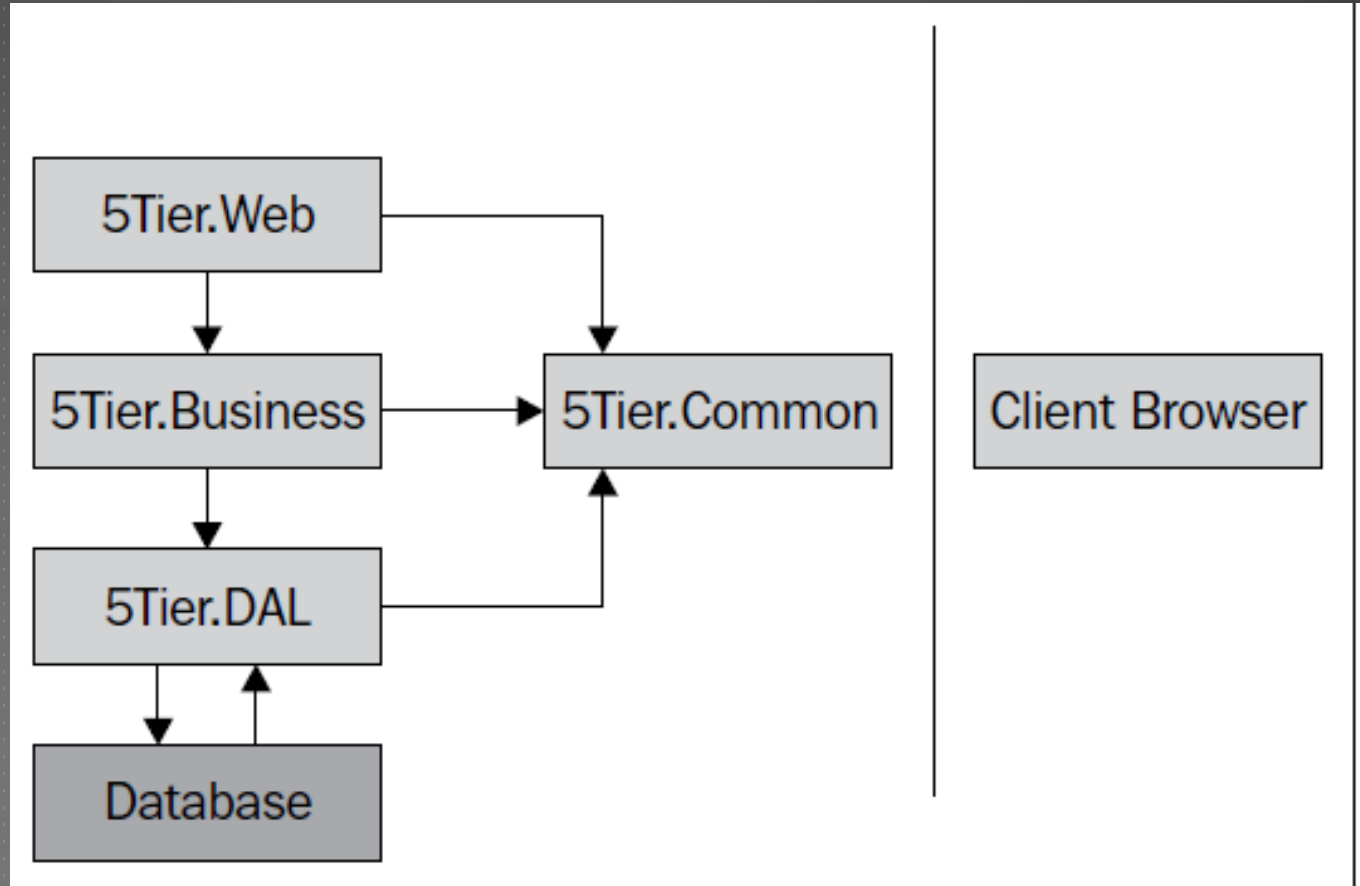 5Tier.Web
5Tier.Business
5Tier.Common
Client Browser
5Tier.DAL
Database